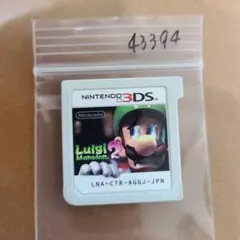 43394
NINTENDO 3DS
Nintendo
Luigi
Mansion 2
LNA-CTR-AGGJ-JPN